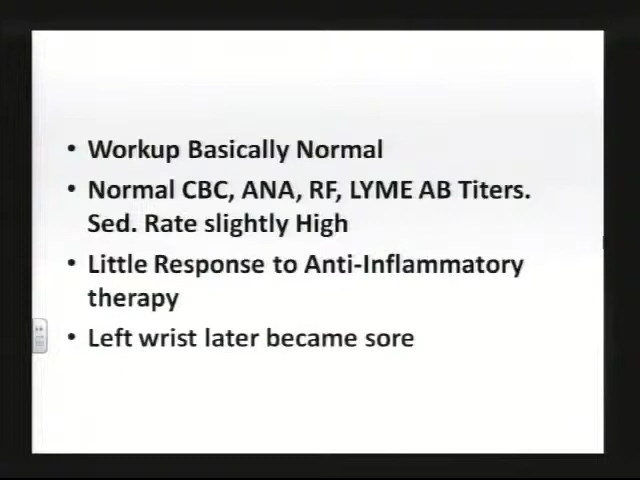 • Workup Basically Normal
• Normal CBC, ANA, RF, LYME AB Titers.
Sed. Rate slightly High
• Little Response to Anti-Inflammatory
therapy
• Left wrist later became sore